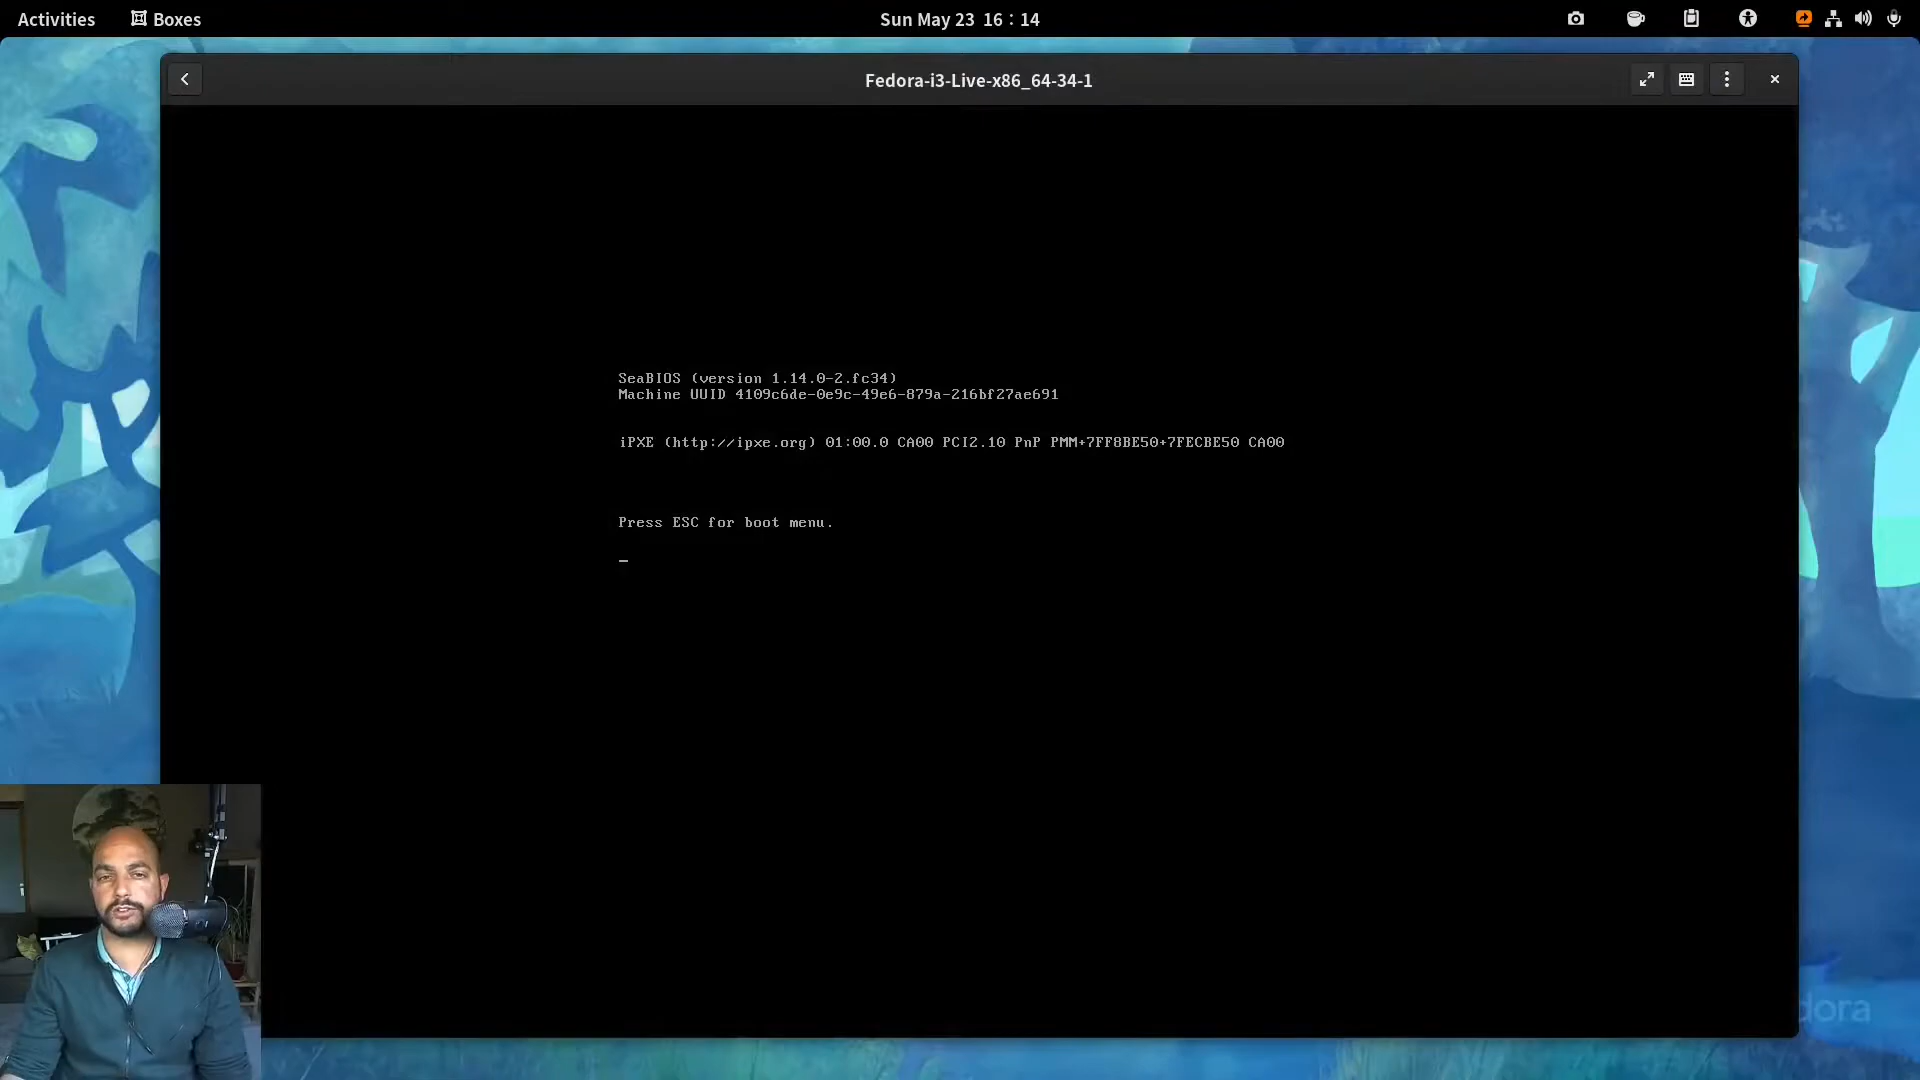 Activities
Boxes
Sun May 23 16 : 14
Fedora-i3-Live-x86_64-34-1
SeaBIOS (version 1.14.0-2.fc34)
Machine UUID 4109c6de-0e9c-49e6-879a-216bf27ae691
iPXE (http://ipxe.org) 01:00.0 CA00 PCI2.10 PnP PMM+7FF8BE50+7FECBE50 CA00
Press ESC for boot menu.
_
dora